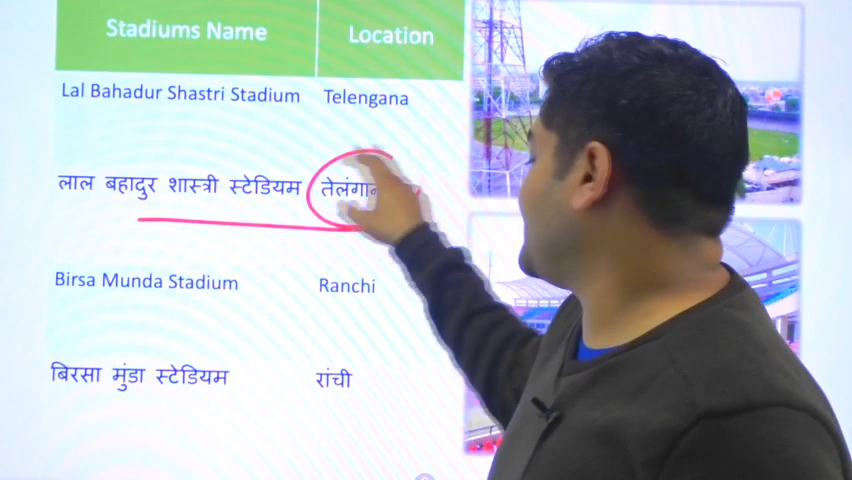 Stadiums Name Location
Lal Bahadur Shastri Stadium Telengana
लाल बहादुर शास्त्री स्टेडियम
Birsa Munda Stadium Ranchi
बिरसा मुंडा स्टेडियम रांची